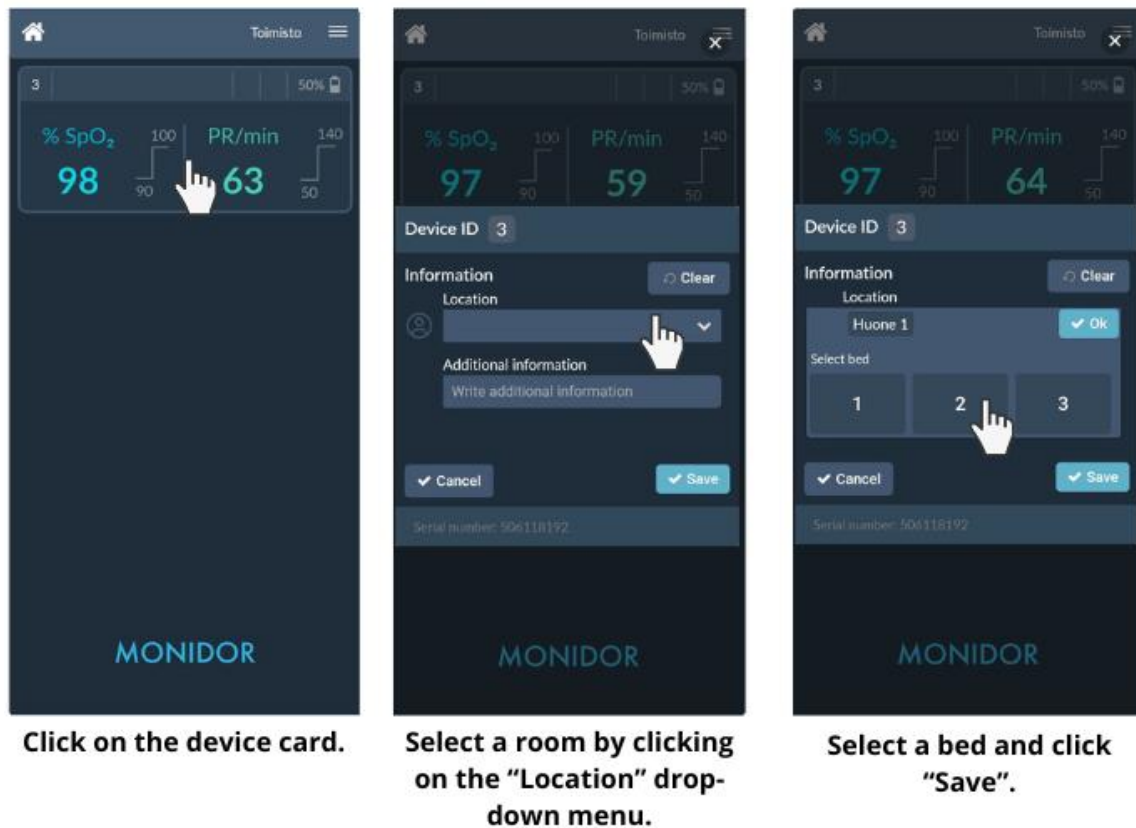 Toimisto
3
50%
% SpO₂ 100 PR/min 140
98 90 63 50
MONIDOR
Click on the device card.
Toimisto
3
50%
% SpO₂ 100 PR/min 140
97 90 59 50
Device ID 3
Information
Clear
Location
Additional information
Write additional information
Cancel
Save
Serial number: 506118192
MONIDOR
Select a room by clicking
on the “Location” drop-
down menu.
Toimisto
3
50%
% SpO₂ 100 PR/min 140
97 90 64 50
Device ID 3
Information
Clear
Location
Huone 1
Ok
Select bed
1 2 3
Cancel
Save
Serial number: 506118192
MONIDOR
Select a bed and click
“Save”.